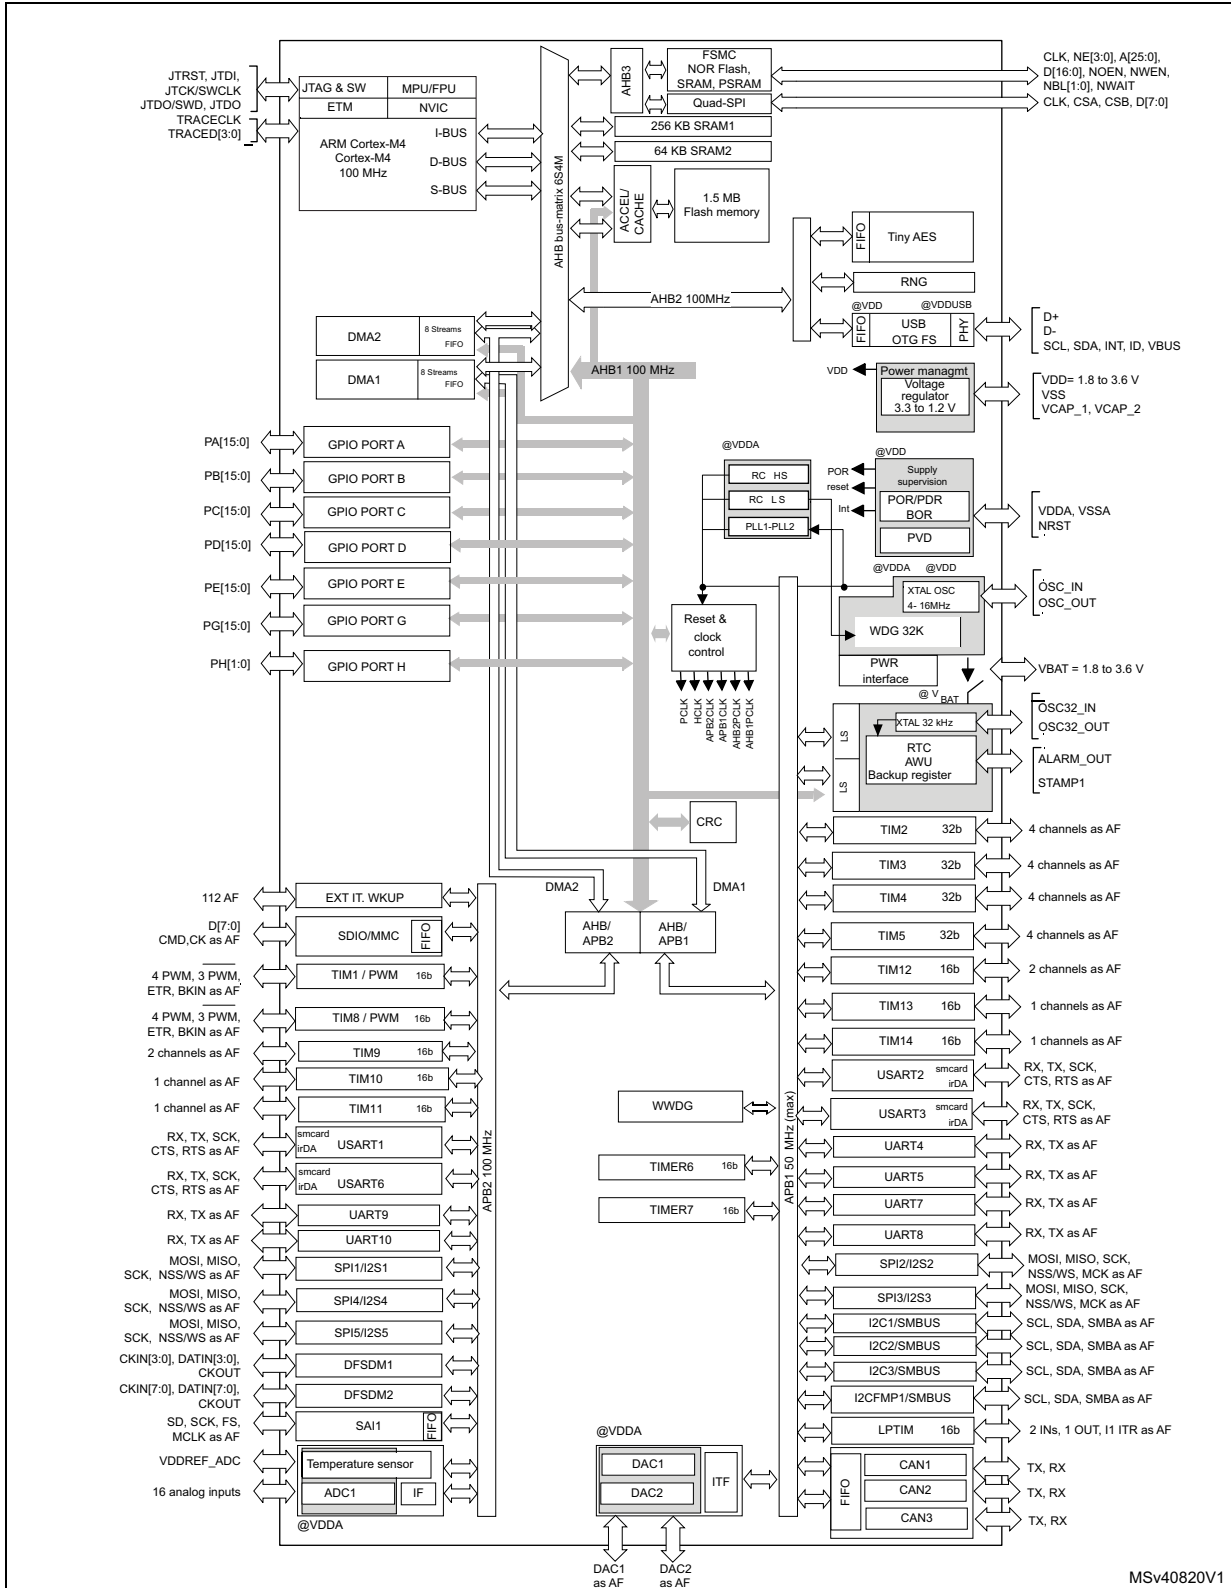 JTRST, JTDI,
JTCK/SWCLK
JTDO/SWD, JTDO
TRACECLK
TRACED[3:0]
JTAG & SW
MPU/FPU
ETM
NVIC
ARM Cortex-M4
Cortex-M4
100 MHz
I-BUS
D-BUS
S-BUS
AHB bus-matrix 6S4M
AHB3
FSMC
NOR Flash,
SRAM, PSRAM
Quad-SPI
CLK, NE[3:0], A[25:0],
D[16:0], NOEN, NWEN,
NBL[1:0], NWAIT
CLK, CSA, CSB, D[7:0]
256 KB SRAM1
64 KB SRAM2
ACCEL/
CACHE
1.5 MB
Flash memory
FIFO
Tiny AES
RNG
AHB2 100MHz
@VDD
@VDDUSB
FIFO
USB
OTG FS
PHY
D+
D-
SCL, SDA, INT, ID, VBUS
DMA2
8 Streams
FIFO
DMA1
8 Streams
FIFO
AHB1 100 MHz
VDD
Power managmt
Voltage
regulator
3.3 to 1.2 V
VDD= 1.8 to 3.6 V
VSS
VCAP_1, VCAP_2
PA[15:0]
GPIO PORT A
PB[15:0]
GPIO PORT B
PC[15:0]
GPIO PORT C
PD[15:0]
GPIO PORT D
PE[15:0]
GPIO PORT E
PG[15:0]
GPIO PORT G
PH[1:0]
GPIO PORT H
@VDDA
RC HS
RC L S
PLL1-PLL2
@VDD
POR
reset
Int
Supply
supervision
POR/PDR
BOR
PVD
VDDA, VSSA
NRST
@VDDA
@VDD
XTAL OSC
4- 16MHz
WDG 32K
OSC_IN
OSC_OUT
Reset &
clock
control
PCLK
HCLK
APB2CLK
APB1CLK
AHB2PCLK
AHB1PCLK
PWR
interface
VBAT = 1.8 to 3.6 V
@ V
BAT
LS
LS
XTAL 32 kHz
RTC
AWU
Backup register
OSC32_IN
OSC32_OUT
ALARM_OUT
STAMP1
CRC
DMA2
DMA1
AHB/
APB2
AHB/
APB1
112 AF
EXT IT. WKUP
D[7:0]
CMD,CK as AF
SDIO/MMC
FIFO
4 PWM, 3 PWM,
ETR, BKIN as AF
TIM1 / PWM
16b
4 PWM, 3 PWM,
ETR, BKIN as AF
TIM8 / PWM
16b
2 channels as AF
TIM9
16b
1 channel as AF
TIM10
16b
1 channel as AF
TIM11
16b
RX, TX, SCK,
CTS, RTS as AF
smcard
irDA
USART1
RX, TX, SCK,
CTS, RTS as AF
smcard
irDA
USART6
RX, TX as AF
UART9
RX, TX as AF
UART10
MOSI, MISO,
SCK, NSS/WS as AF
SPI1/I2S1
MOSI, MISO,
SCK, NSS/WS as AF
SPI4/I2S4
MOSI, MISO,
SCK, NSS/WS as AF
SPI5/I2S5
CKIN[3:0], DATIN[3:0],
CKOUT
DFSDM1
CKIN[7:0], DATIN[7:0],
CKOUT
DFSDM2
SD, SCK, FS,
MCLK as AF
SAI1
FIFO
VDDREF_ADC
Temperature sensor
16 analog inputs
ADC1
IF
@VDDA
APB2 100 MHz
WWDG
TIMER6
16b
TIMER7
16b
@VDDA
DAC1
DAC2
ITF
DAC1
as AF
DAC2
as AF
APB1 50 MHz (max)
TIM2
32b
4 channels as AF
TIM3
32b
4 channels as AF
TIM4
32b
4 channels as AF
TIM5
32b
4 channels as AF
TIM12
16b
2 channels as AF
TIM13
16b
1 channels as AF
TIM14
16b
1 channels as AF
USART2
smcard
irDA
RX, TX, SCK,
CTS, RTS as AF
USART3
smcard
irDA
RX, TX, SCK,
CTS, RTS as AF
UART4
RX, TX as AF
UART5
RX, TX as AF
UART7
RX, TX as AF
UART8
RX, TX as AF
SPI2/I2S2
MOSI, MISO, SCK,
NSS/WS, MCK as AF
SPI3/I2S3
MOSI, MISO, SCK,
NSS/WS, MCK as AF
I2C1/SMBUS
SCL, SDA, SMBA as AF
I2C2/SMBUS
SCL, SDA, SMBA as AF
I2C3/SMBUS
SCL, SDA, SMBA as AF
I2CFMP1/SMBUS
SCL, SDA, SMBA as AF
LPTIM
16b
2 INs, 1 OUT, I1 ITR as AF
FIFO
CAN1
TX, RX
CAN2
TX, RX
CAN3
TX, RX
MSv40820V1